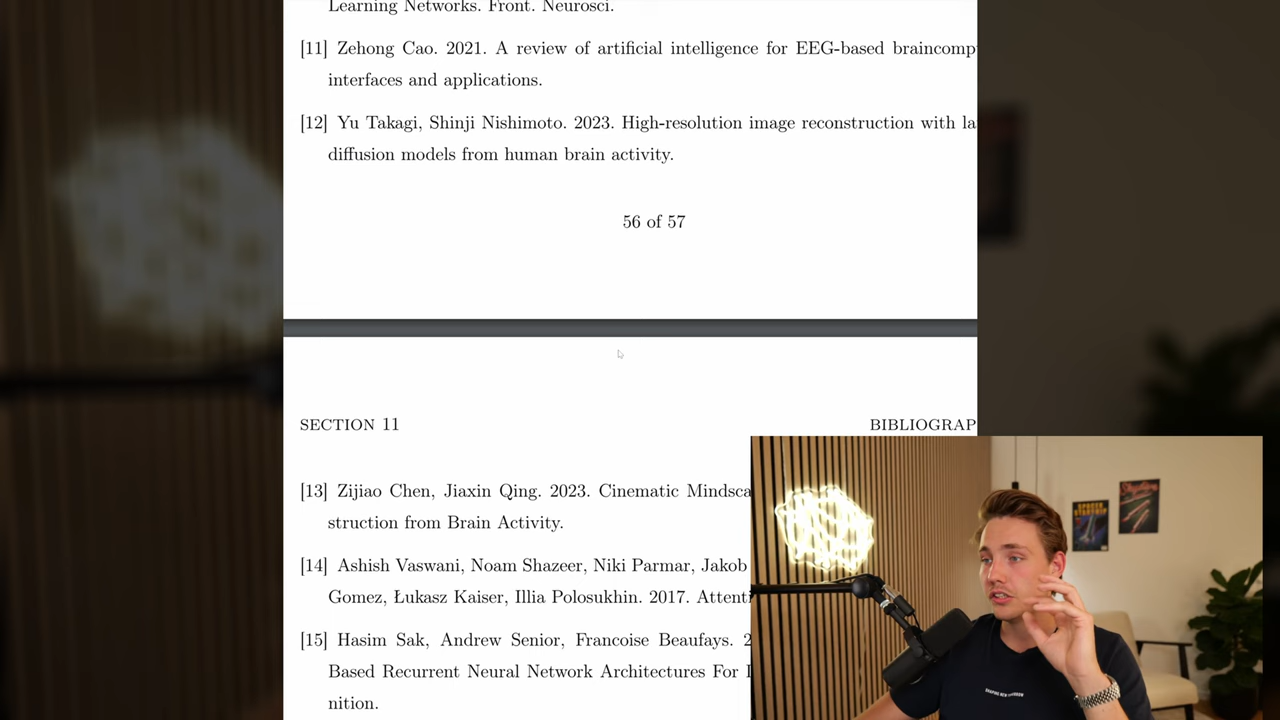 Learning Networks. Front. Neurosci.
[11] Zehong Cao. 2021. A review of artificial intelligence for EEG-based braincomp
interfaces and applications.
[12] Yu Takagi, Shinji Nishimoto. 2023. High-resolution image reconstruction with la
diffusion models from human brain activity.
56 of 57
SECTION 11
BIBLIOGRAP
[13] Zijiao Chen, Jiaxin Qing. 2023. Cinematic Mindsca
struction from Brain Activity.
[14] Ashish Vaswani, Noam Shazeer, Niki Parmar, Jakob
Gomez, Łukasz Kaiser, Illia Polosukhin. 2017. Attenti
[15] Hasim Sak, Andrew Senior, Francoise Beaufays. 2
Based Recurrent Neural Network Architectures For
nition.